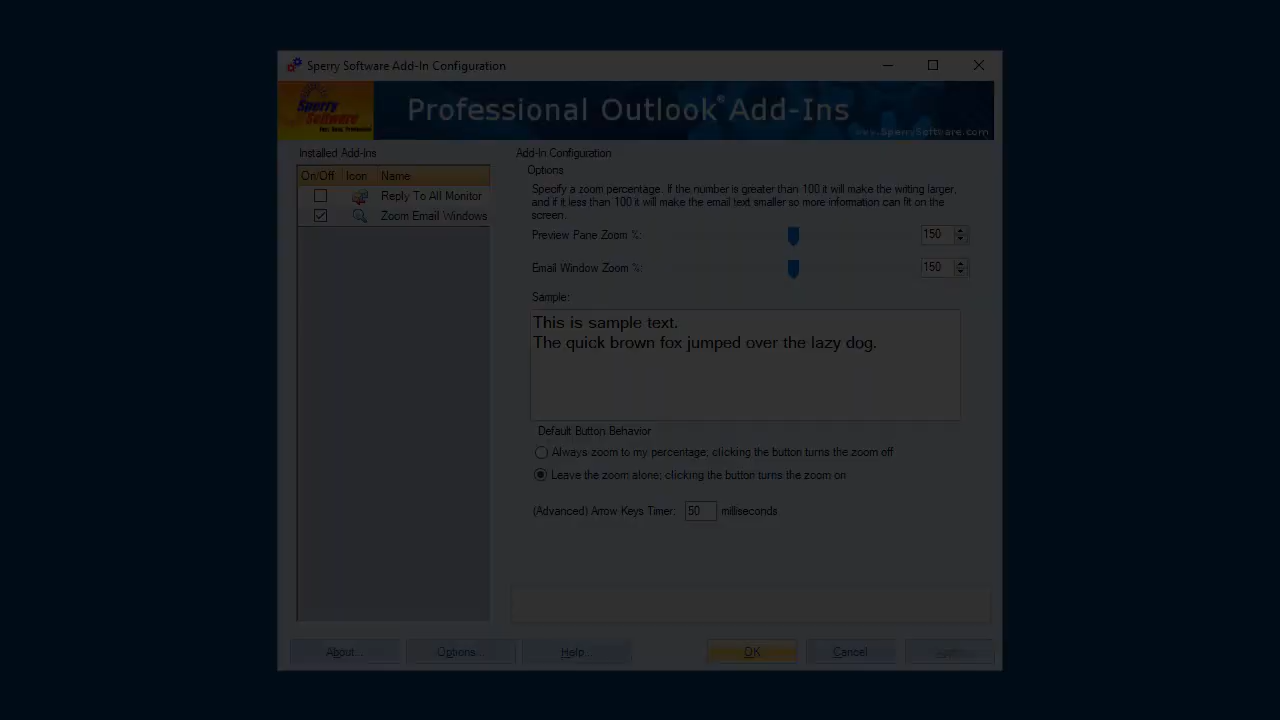 Sperry Software Add-In Configuration
Sperry
Software
Professional Outlook® Add-Ins
www.SperrySoftware.com
Installed Add-Ins
On/Off Icon Name
Reply To All Monitor
Zoom Email Windows
Add-In Configuration
Options
Specify a zoom percentage. If the number is greater than 100 it will make the writing larger,
and if it less than 100 it will make the email text smaller so more information can fit on the
screen.
Preview Pane Zoom %: 150
Email Window Zoom %: 150
Sample:
This is sample text.
The quick brown fox jumped over the lazy dog.
Default Button Behavior
Always zoom to my percentage; clicking the button turns the zoom off
Leave the zoom alone; clicking the button turns the zoom on
(Advanced) Arrow Keys Timer: 50 milliseconds
About... Options... Help... OK Cancel